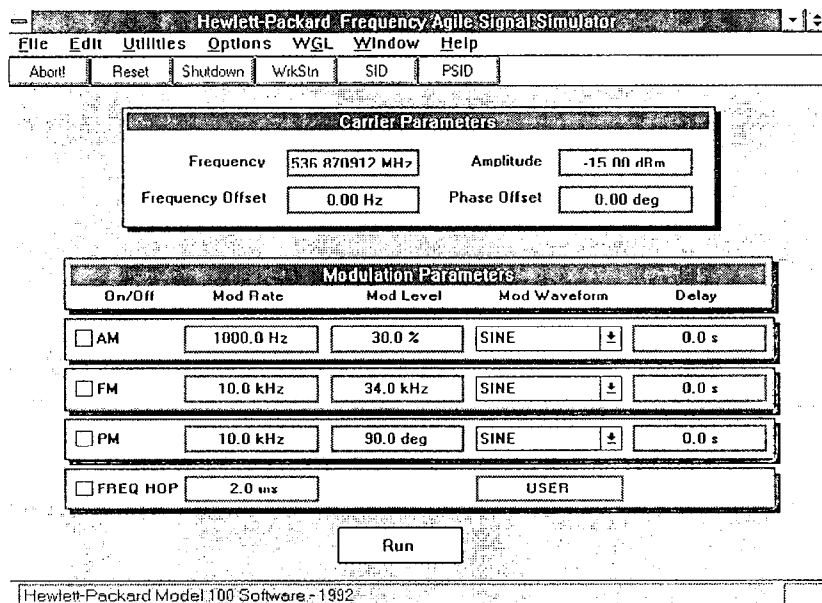 Hewlett-Packard Frequency Agile Signal Simulator
File Edit Utilities Options WGL Window Help
Abort! Reset Shutdown WrkStn SID PSID
Carrier Parameters
Frequency 536.870912 MHz Amplitude -15.00 dBm
Frequency Offset 0.00 Hz Phase Offset 0.00 deg
Modulation Parameters
On/Off Mod Rate Mod Level Mod Waveform Delay
AM 1000.0 Hz 30.0 % SINE 0.0 s
FM 10.0 kHz 34.0 kHz SINE 0.0 s
PM 10.0 kHz 90.0 deg SINE 0.0 s
FREQ HOP 2.0 ms USER
Run
Hewlett-Packard Model 100 Software - 1992